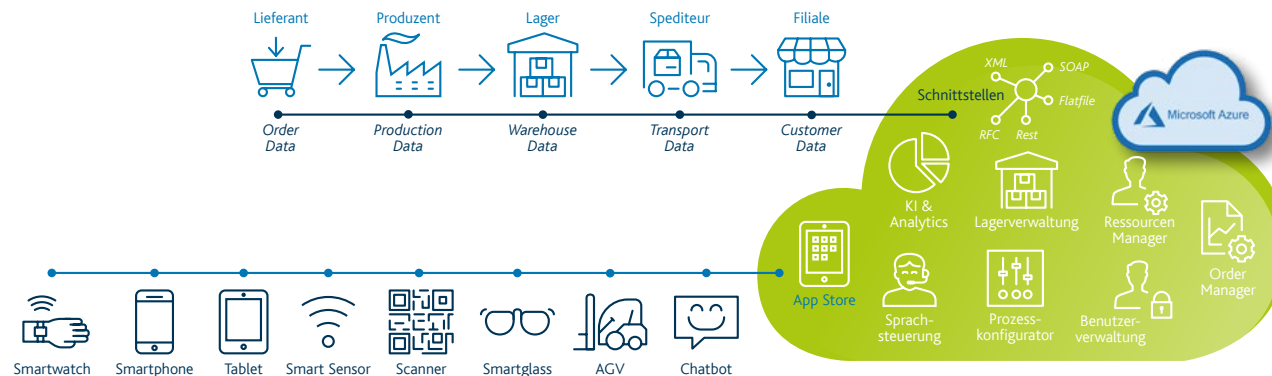 Lieferant
Produzent
Lager
Spediteur
Filiale
Order
Data
Production
Data
Warehouse
Data
Transport
Data
Customer
Data
Schnittstellen
XML
SOAP
Flatfile
Rest
RFC
Microsoft Azure
KI &
Analytics
Lagerverwaltung
Ressourcen
Manager
Order
Manager
App Store
Sprach-
steuerung
Prozess-
konfigurator
Benutzer-
verwaltung
Smartwatch
Smartphone
Tablet
Smart Sensor
Scanner
Smartglass
AGV
Chatbot